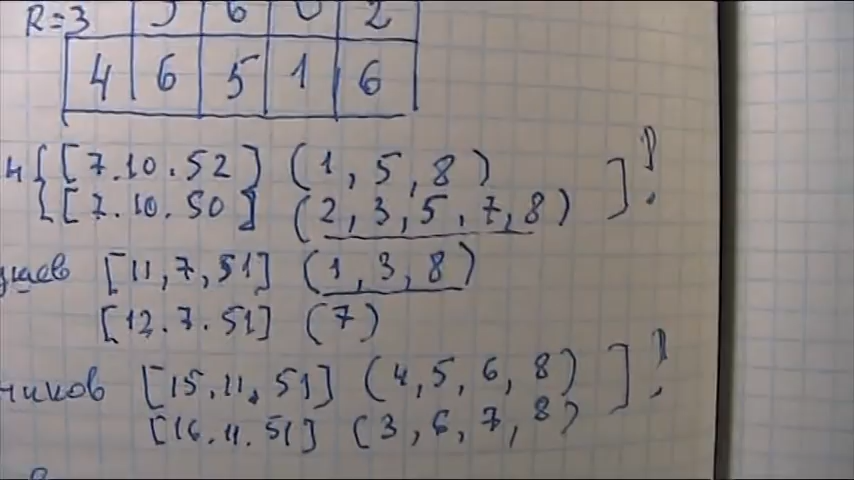 R=3
6 0 2
4 6 5 1 6
н { [7.10.52] (1, 5, 8) ] !
{ [7.10.50] (2, 3, 5, 7, 8)
[11,7,51] (1, 3, 8)
[12.7.51] (7)
ников [15.11.51] (4, 5, 6, 8) ] !
[16.11.51] (3, 6, 7, 8)